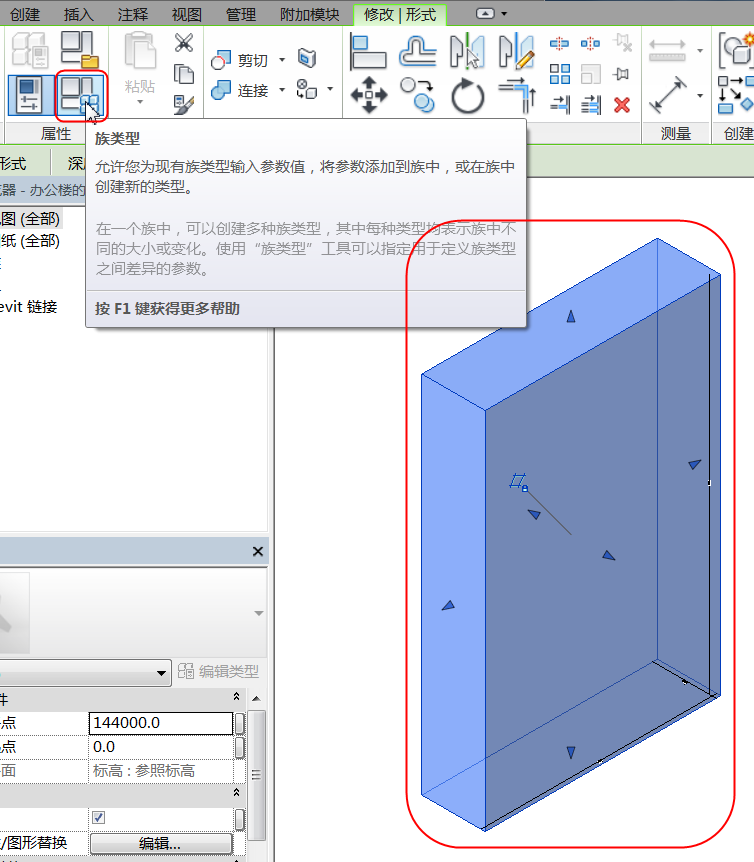 创建 插入 注释 视图 管理 附加模块 修改 | 形式
粘贴
剪切
连接
属性
测量
创建
形式
族类型
允许您为现有族类型输入参数值，将参数添加到族中，或在族中
创建新的类型。
在一个族中，可以创建多种族类型，其中每种类型均表示族中不
同的大小或变化。使用“族类型”工具可以指定用于定义族类型
之间差异的参数。
按 F1 键获得更多帮助
器 - 办公楼的
图 (全部)
纸 (全部)
evit 链接
编辑类型
件
点 144000.0
点 0.0
面 标高 : 参照标高
/图形替换 编辑...